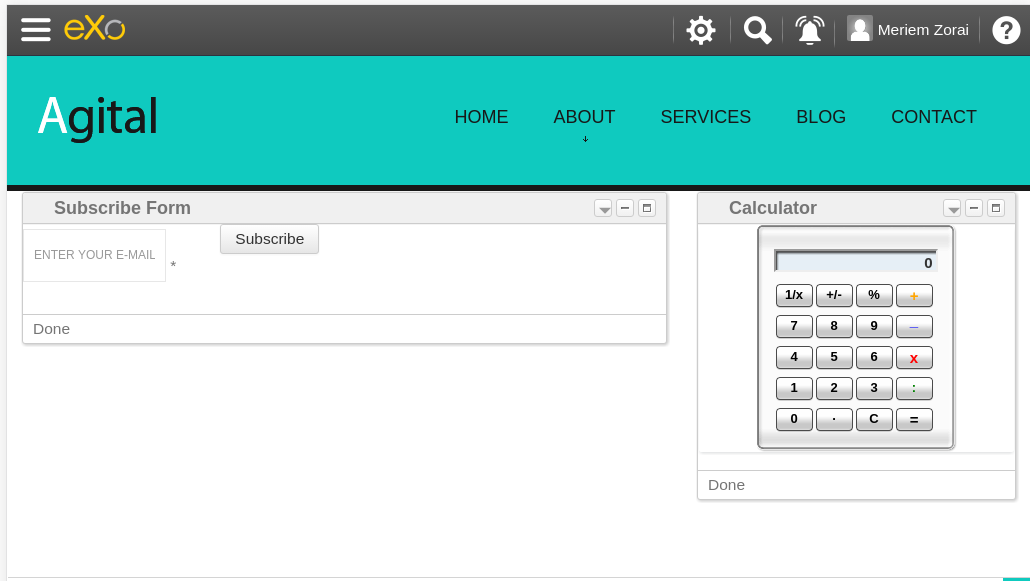 eXo
Meriem Zorai
?
Agital
HOME ABOUT SERVICES BLOG CONTACT
Subscribe Form
ENTER YOUR E-MAIL *
Subscribe
Done
Calculator
0
1/x +/- % +
7 8 9 _
4 5 6 x
1 2 3 :
0 . C =
Done